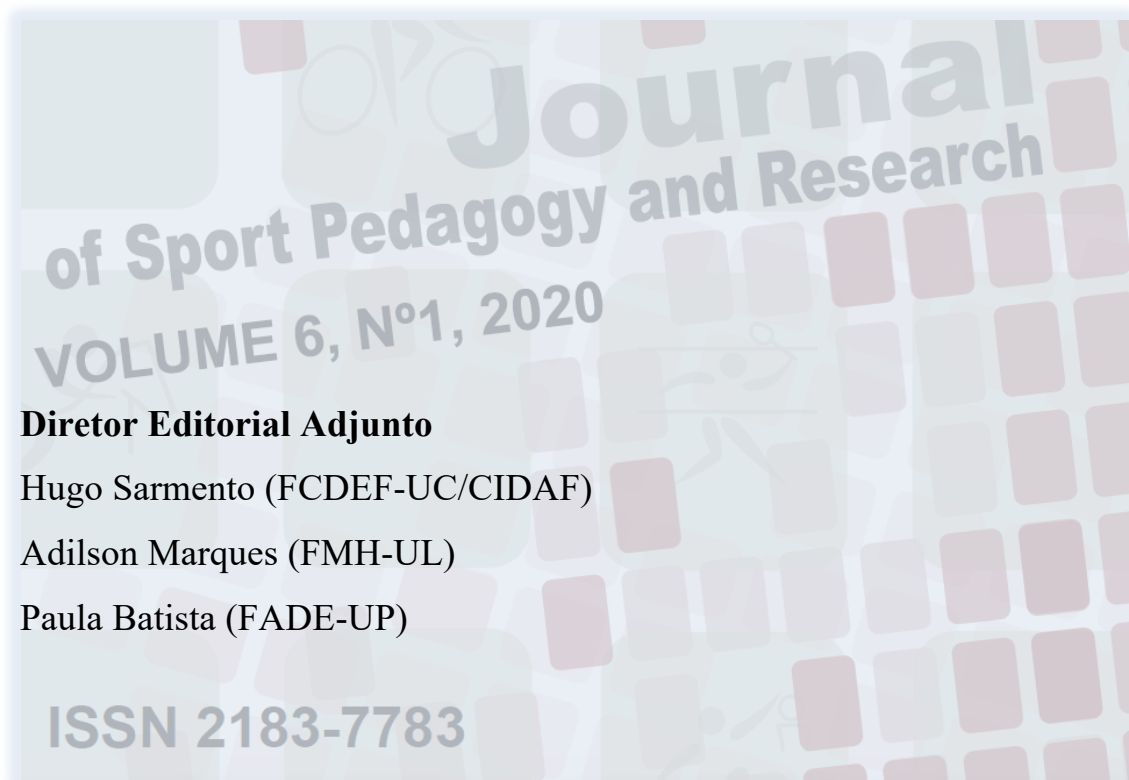 Journal
of Sport Pedagogy and Research
VOLUME 6, Nº1, 2020
Diretor Editorial Adjunto
Hugo Sarmento (FCDEF-UC/CIDAF)
Adilson Marques (FMH-UL)
Paula Batista (FADE-UP)
ISSN 2183-7783